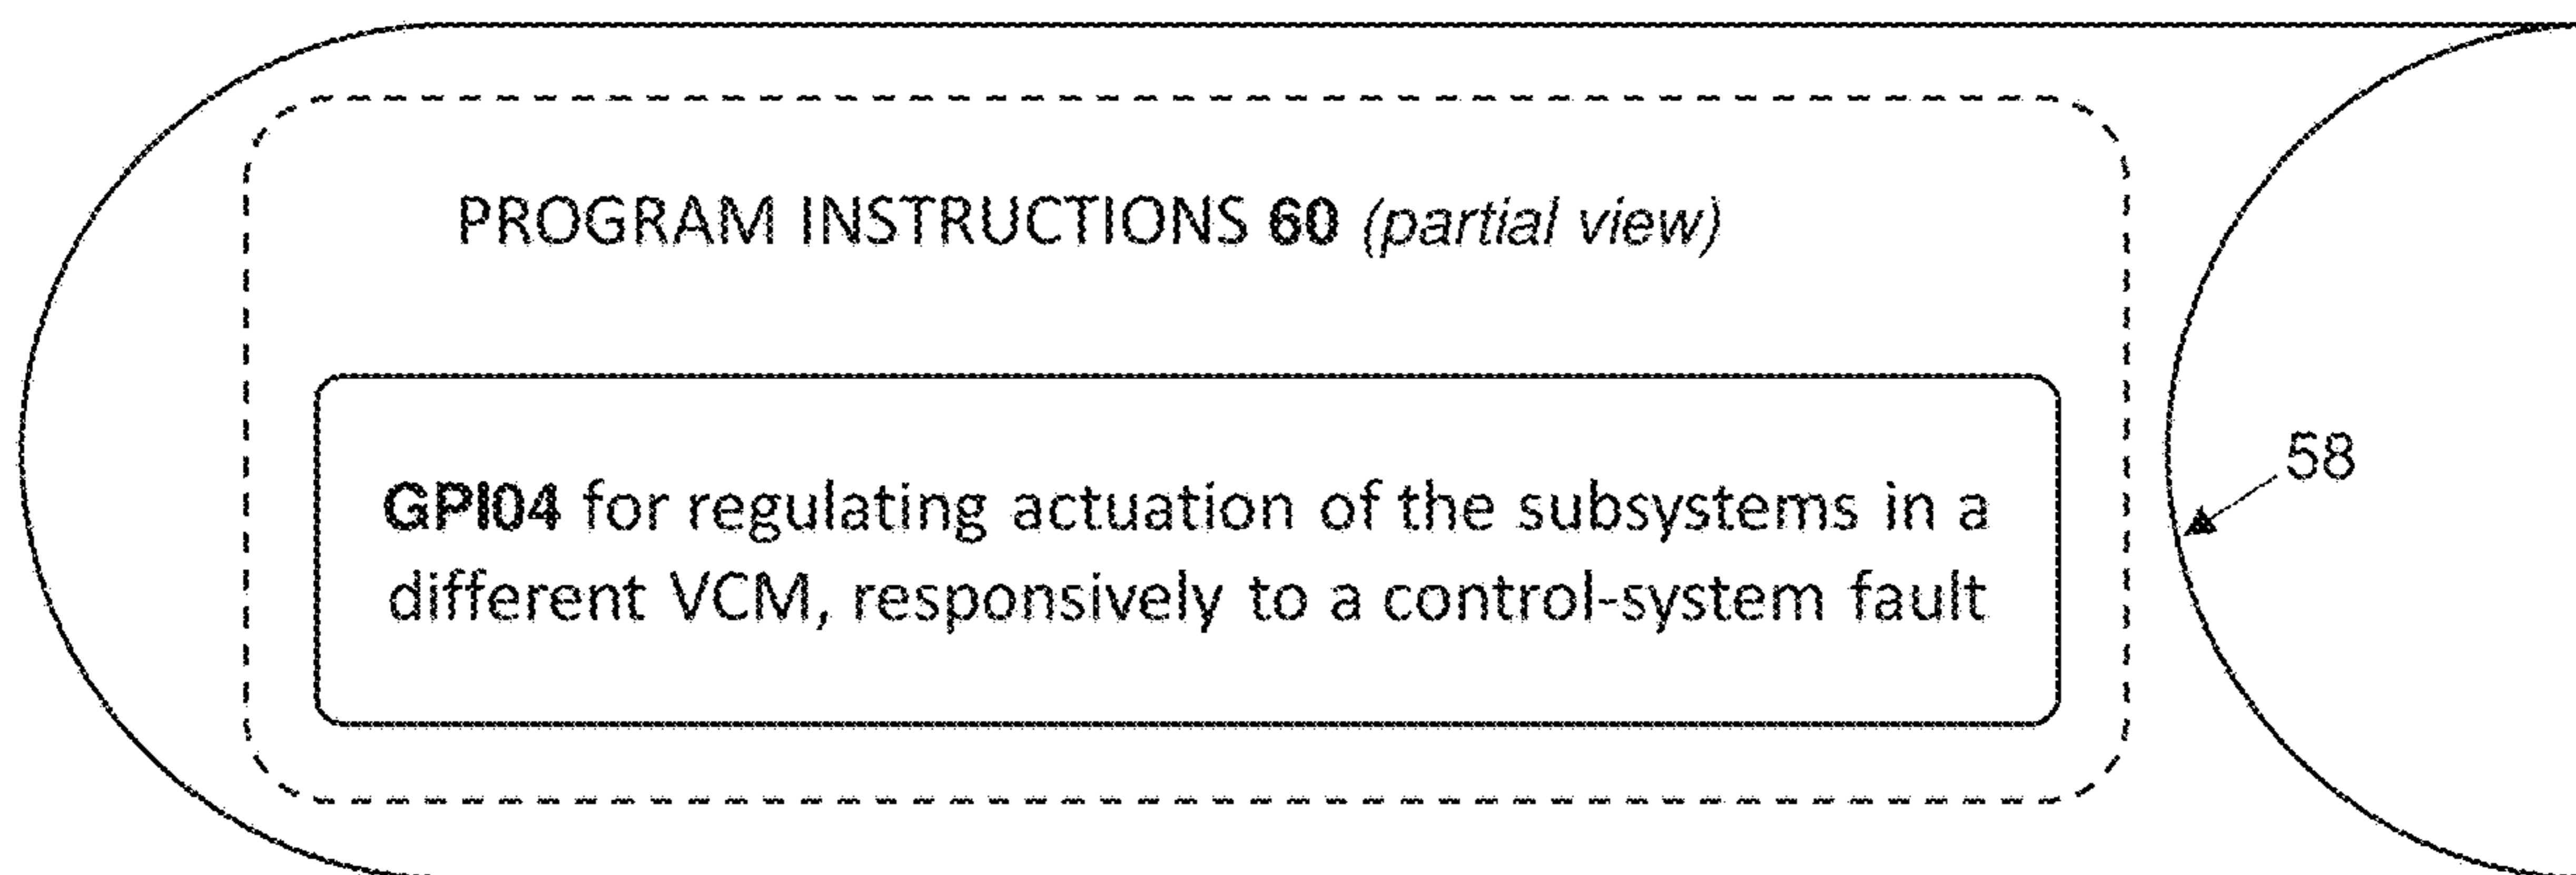 PROGRAM INSTRUCTIONS 60 (partial view)
GPI04 for regulating actuation of the subsystems in a
different VCM, responsively to a control-system fault
58